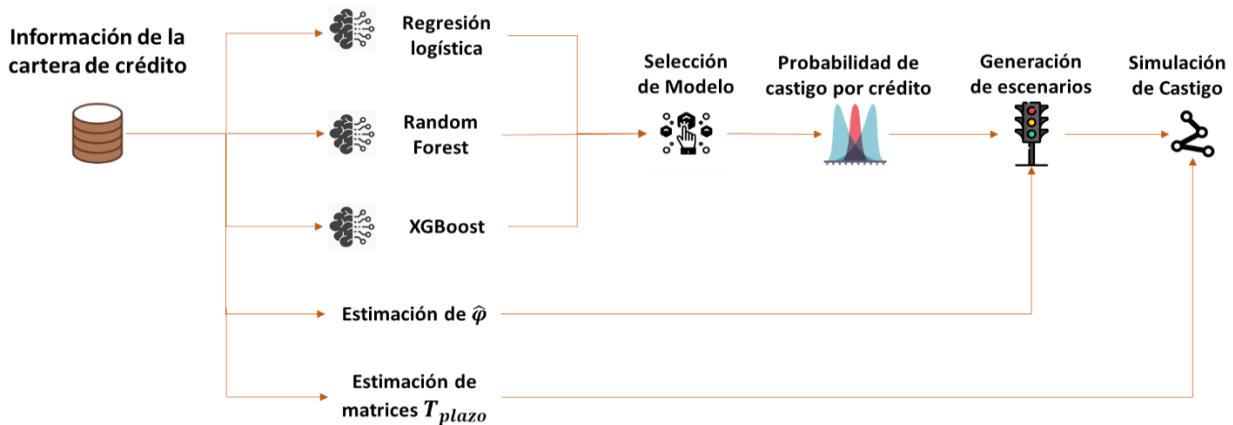 Información de la
cartera de crédito
Regresión
logística
Random
Forest
XGBoost
Estimación de φ̂
Estimación de
matrices T_plazo
Selección
de Modelo
Probabilidad de
castigo por crédito
Generación
de escenarios
Simulación
de Castigo